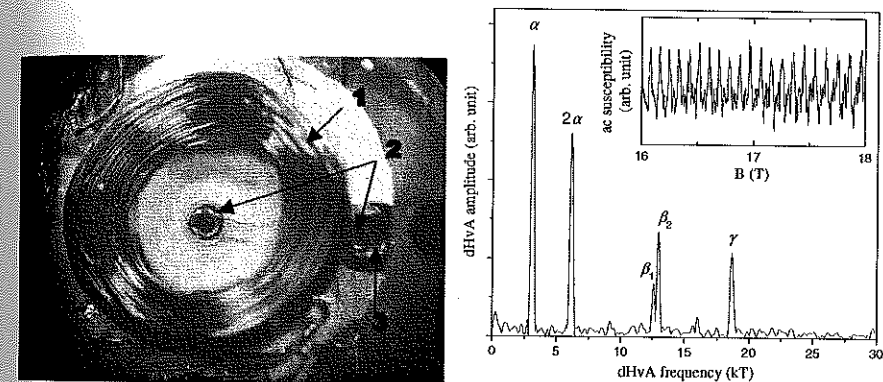 1
2
3
α
2α
β₁
β₂
γ
dHvA amplitude (arb. unit)
0 5 10 15 20 25 30
dHvA frequency (kT)
ac susceptibility
(arb. unit)
16 17 18
B (T)